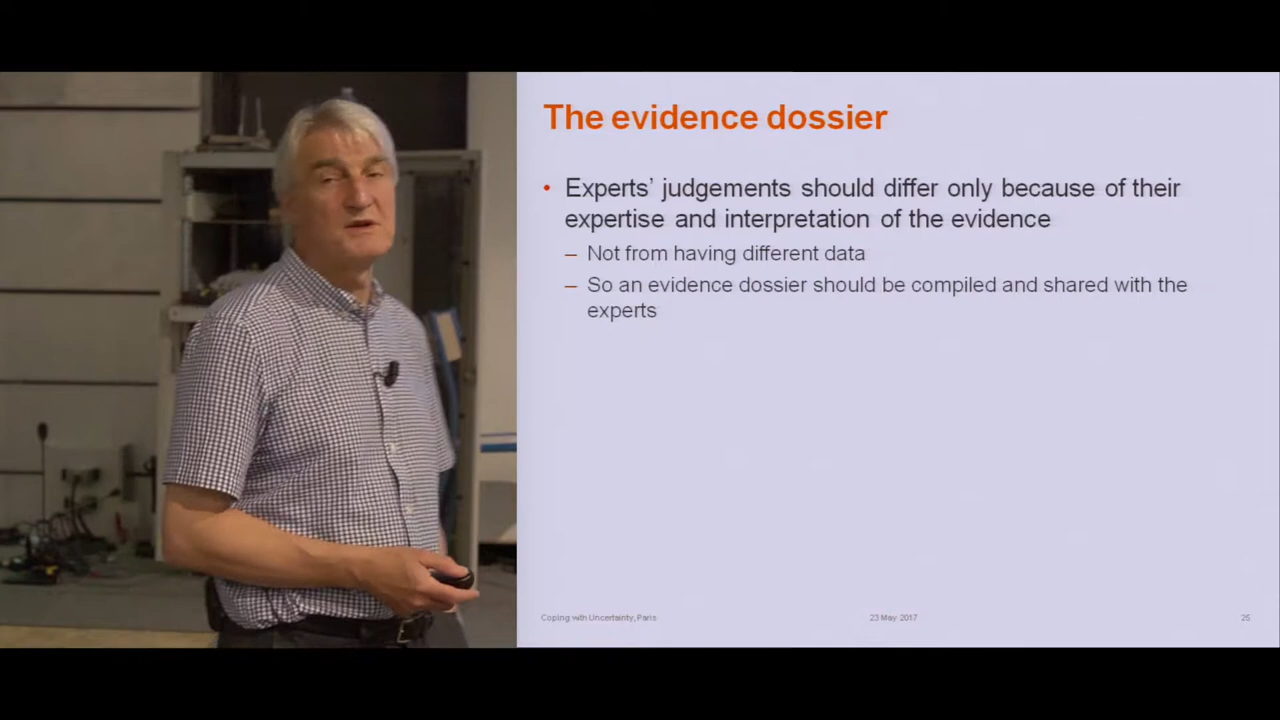 The evidence dossier
• Experts’ judgements should differ only because of their
expertise and interpretation of the evidence
– Not from having different data
– So an evidence dossier should be compiled and shared with the
experts
Coping with Uncertainty, Paris
23 May 2017
25